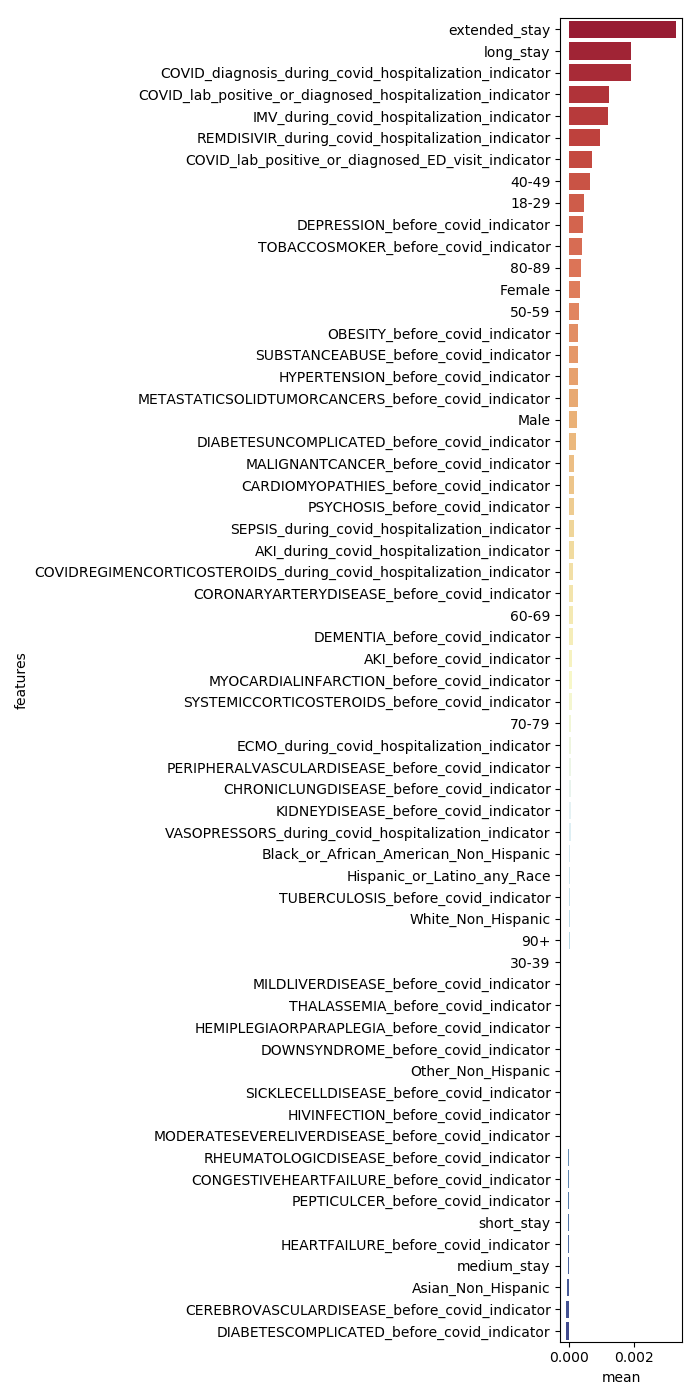 extended_stay
long_stay
COVID_diagnosis_during_covid_hospitalization_indicator
COVID_lab_positive_or_diagnosed_hospitalization_indicator
IMV_during_covid_hospitalization_indicator
REMDISIVIR_during_covid_hospitalization_indicator
COVID_lab_positive_or_diagnosed_ED_visit_indicator
40-49
18-29
DEPRESSION_before_covid_indicator
TOBACCOSMOKER_before_covid_indicator
80-89
Female
50-59
OBESITY_before_covid_indicator
SUBSTANCEABUSE_before_covid_indicator
HYPERTENSION_before_covid_indicator
METASTATICSOLIDTUMORCANCERS_before_covid_indicator
Male
DIABETESUNCOMPLICATED_before_covid_indicator
MALIGNANTCANCER_before_covid_indicator
CARDIOMYOPATHIES_before_covid_indicator
PSYCHOSIS_before_covid_indicator
SEPSIS_during_covid_hospitalization_indicator
AKI_during_covid_hospitalization_indicator
COVIDREGIMENCORTICOSTEROIDS_during_covid_hospitalization_indicator
CORONARYARTERYDISEASE_before_covid_indicator
60-69
DEMENTIA_before_covid_indicator
AKI_before_covid_indicator
MYOCARDIALINFARCTION_before_covid_indicator
SYSTEMICCORTICOSTEROIDS_before_covid_indicator
70-79
ECMO_during_covid_hospitalization_indicator
PERIPHERALVASCULARDISEASE_before_covid_indicator
CHRONICLUNGDISEASE_before_covid_indicator
KIDNEYDISEASE_before_covid_indicator
VASOPRESSORS_during_covid_hospitalization_indicator
Black_or_African_American_Non_Hispanic
Hispanic_or_Latino_any_Race
TUBERCULOSIS_before_covid_indicator
White_Non_Hispanic
90+
30-39
MILDLIVERDISEASE_before_covid_indicator
THALASSEMIA_before_covid_indicator
HEMIPLEGIAORPARAPLEGIA_before_covid_indicator
DOWNSYNDROME_before_covid_indicator
Other_Non_Hispanic
SICKLECELLDISEASE_before_covid_indicator
HIVINFECTION_before_covid_indicator
MODERATESEVERELIVERDISEASE_before_covid_indicator
RHEUMATOLOGICDISEASE_before_covid_indicator
CONGESTIVEHEARTFAILURE_before_covid_indicator
PEPTICULCER_before_covid_indicator
short_stay
HEARTFAILURE_before_covid_indicator
medium_stay
Asian_Non_Hispanic
CEREBROVASCULARDISEASE_before_covid_indicator
DIABETESCOMPLICATED_before_covid_indicator
features
0.000 0.002
mean